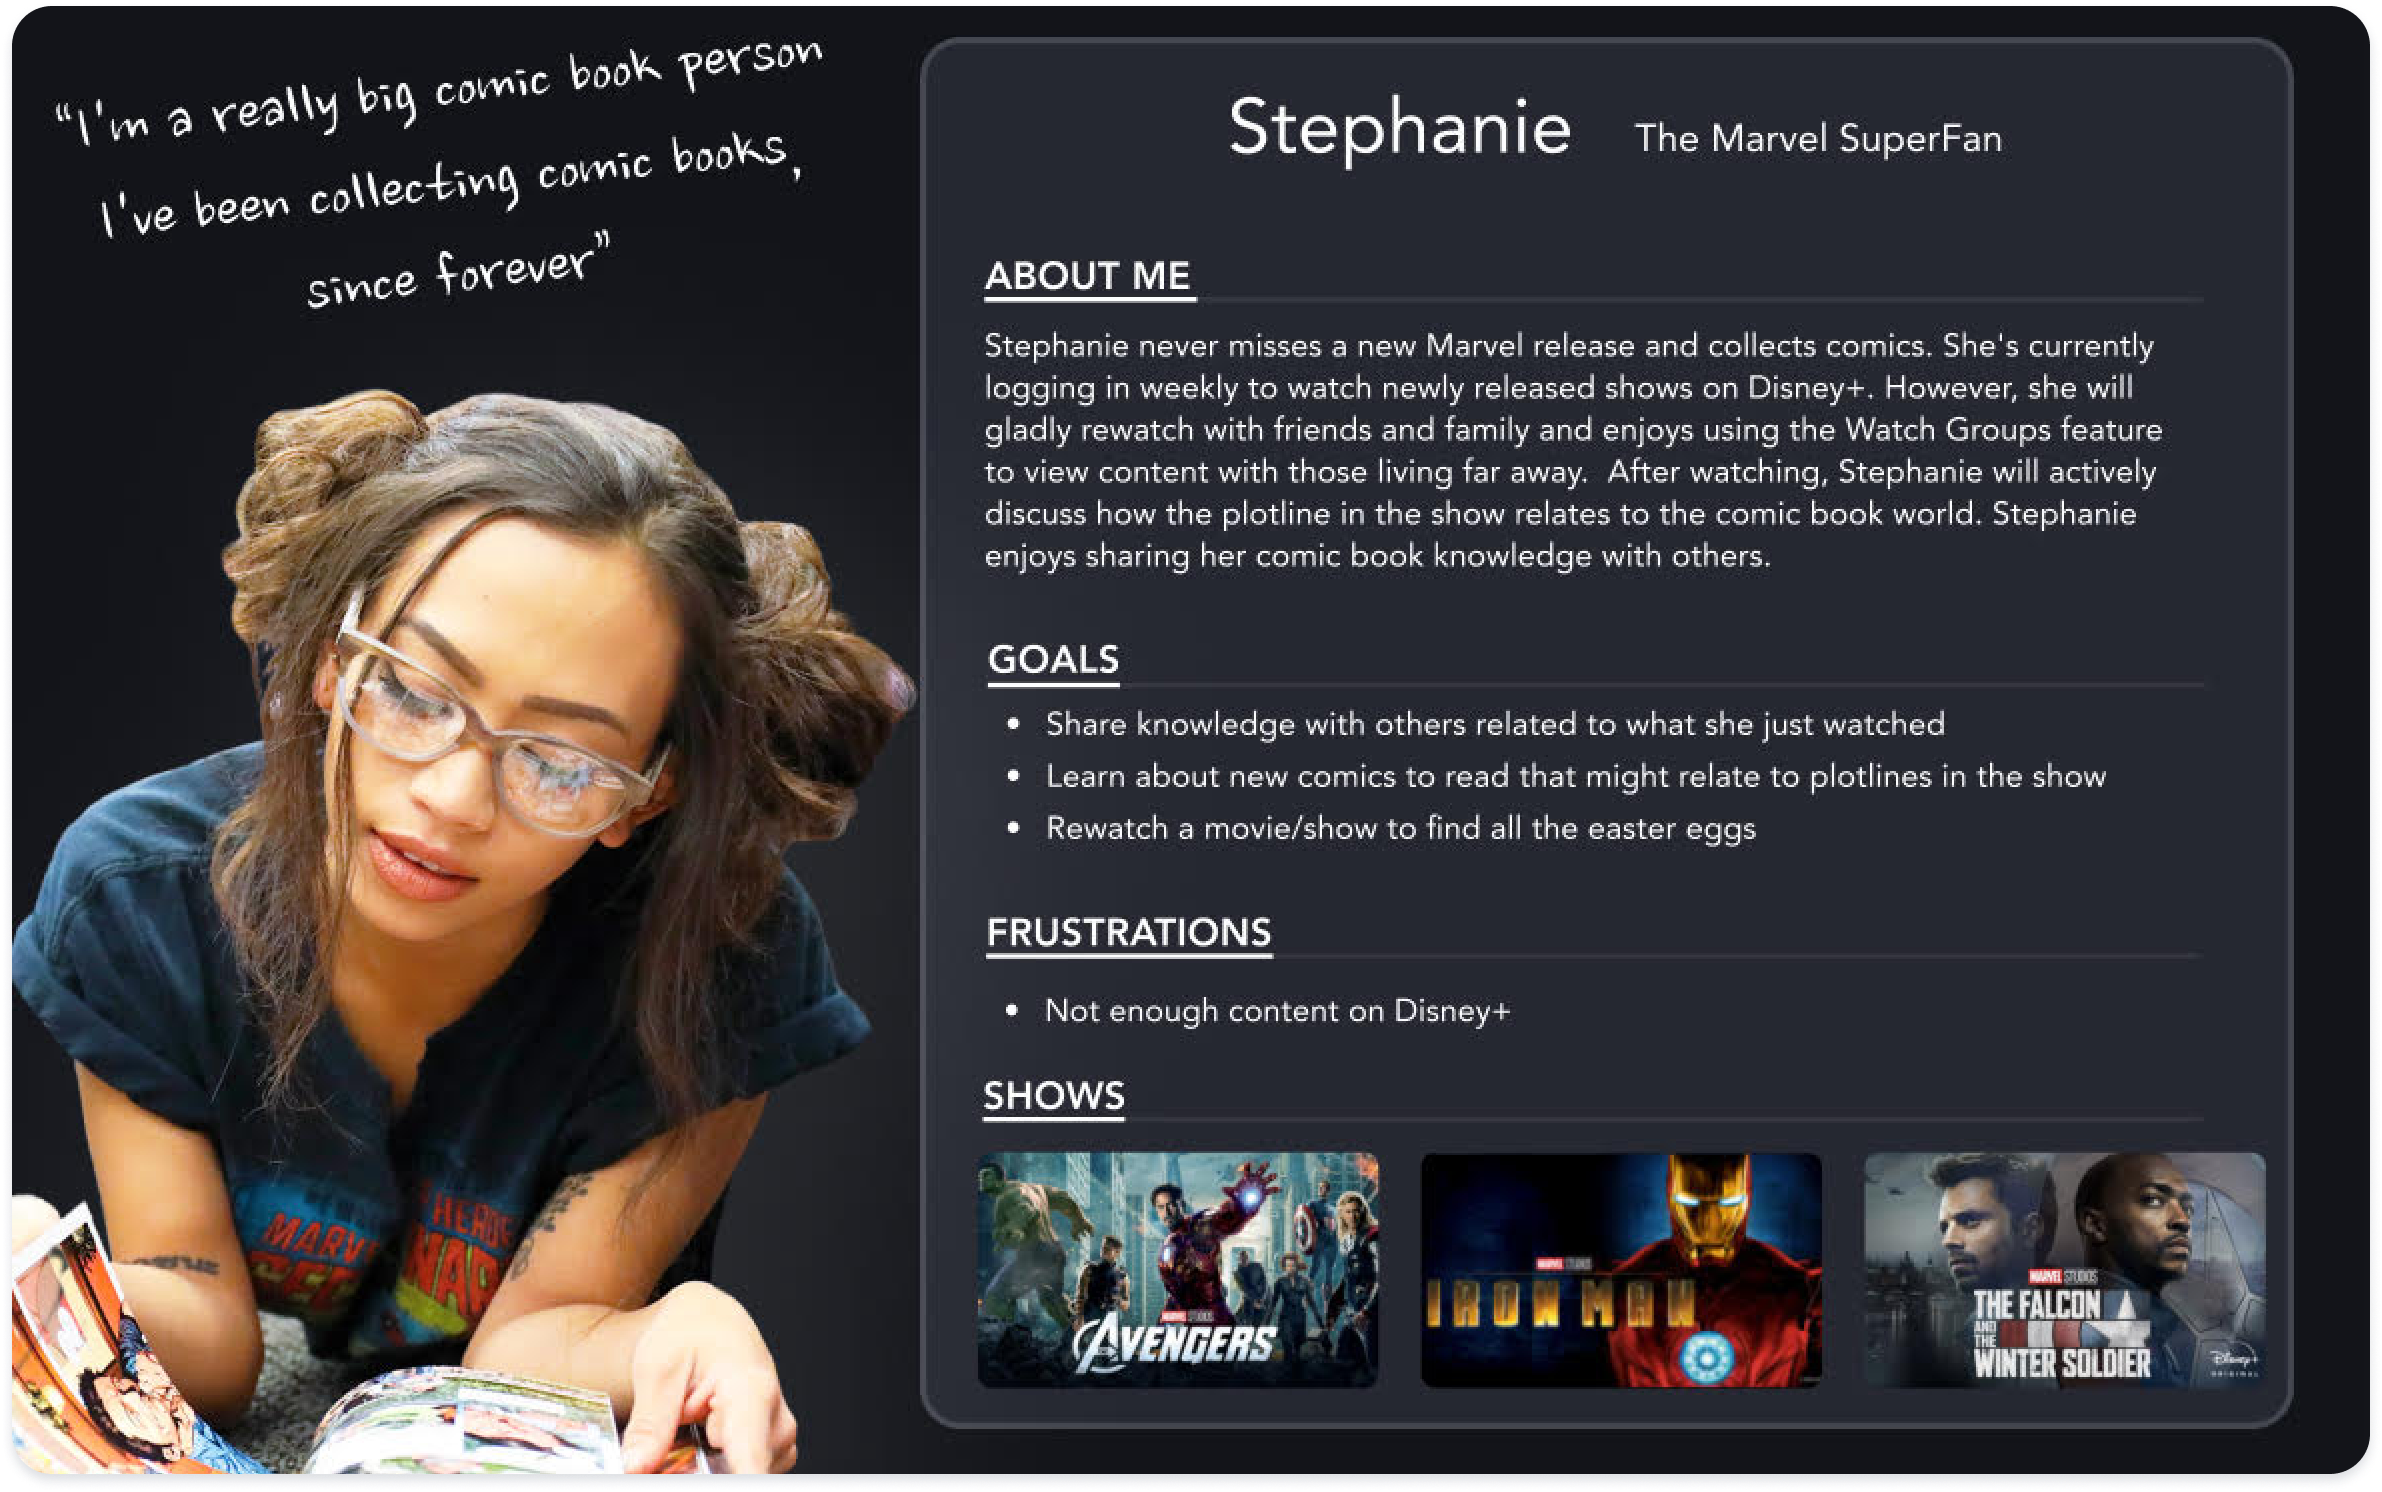 “I'm a really big comic book person
I've been collecting comic books,
since forever”
Stephanie The Marvel SuperFan
ABOUT ME
Stephanie never misses a new Marvel release and collects comics. She's currently
logging in weekly to watch newly released shows on Disney+. However, she will
gladly rewatch with friends and family and enjoys using the Watch Groups feature
to view content with those living far away.  After watching, Stephanie will actively
discuss how the plotline in the show relates to the comic book world. Stephanie
enjoys sharing her comic book knowledge with others.
GOALS
• Share knowledge with others related to what she just watched
• Learn about new comics to read that might relate to plotlines in the show
• Rewatch a movie/show to find all the easter eggs
FRUSTRATIONS
• Not enough content on Disney+
SHOWS
MARVEL STUDIOS
AVENGERS
MARVEL STUDIOS
IRON MAN
MARVEL STUDIOS
THE FALCON
AND
THE
WINTER SOLDIER
Disney+
ORIGINAL
MARV
HEROE